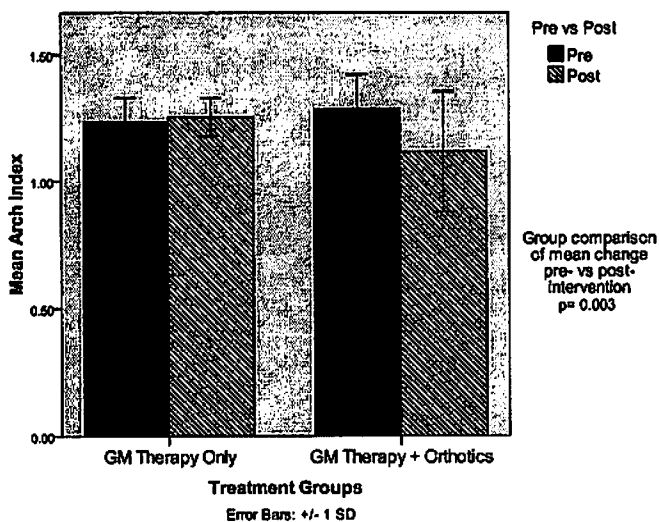 Mean Arch Index
1.50
1.00
0.50
0.00
GM Therapy Only
GM Therapy + Orthotics
Treatment Groups
Error Bars: +/- 1 SD
Pre vs Post
Pre
Post
Group comparison
of mean change
pre- vs post-
intervention
p= 0.003